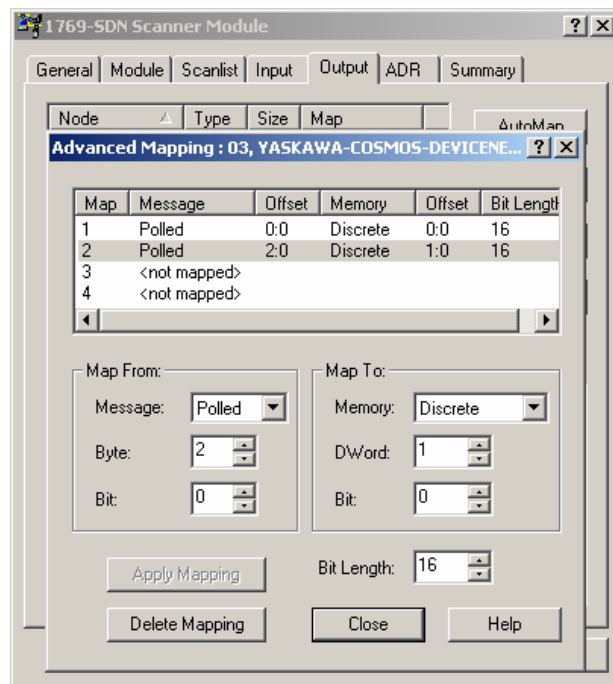 1769-SDN Scanner Module
General Module Scanlist Input Output ADR Summary
Node Type Size Map
AutoMap
Advanced Mapping : 03, YASKAWA-COSMOS-DEVICENE...
Map Message Offset Memory Offset Bit Length
1 Polled 0:0 Discrete 0:0 16
2 Polled 2:0 Discrete 1:0 16
3 <not mapped>
4 <not mapped>
Map From:
Message: Polled
Byte: 2
Bit: 0
Map To:
Memory: Discrete
DWord: 1
Bit: 0
Apply Mapping
Bit Length: 16
Delete Mapping
Close
Help